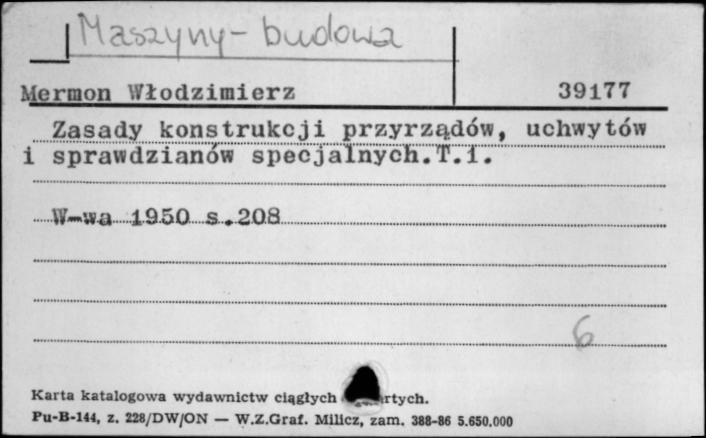 Maszyny - budowa
Mermon Włodzimierz 39177
Zasady konstrukcji przyrządów, uchwytów
i sprawdzianów specjalnych.T.1.
W-wa 1950 s.208
6
Karta katalogowa wydawnictw ciągłych
Pu-B-144, z. 228/DW/ON — W.Z.Graf. Milicz, zam. 388-86 5.650.000